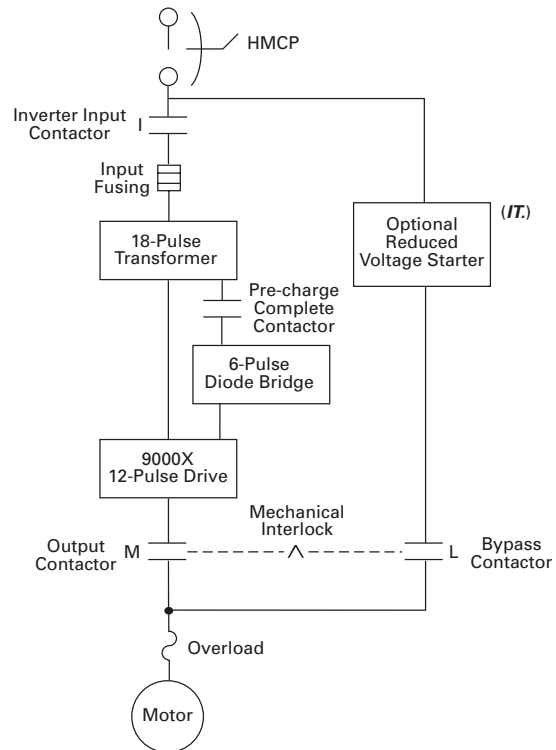 HMCP
Inverter Input
Contactor
I
Input
Fusing
18-Pulse
Transformer
Optional
Reduced
Voltage Starter
(IT.)
Pre-charge
Complete
Contactor
6-Pulse
Diode Bridge
9000X
12-Pulse Drive
Mechanical
Interlock
Output
Contactor
M
L
Bypass
Contactor
Overload
Motor